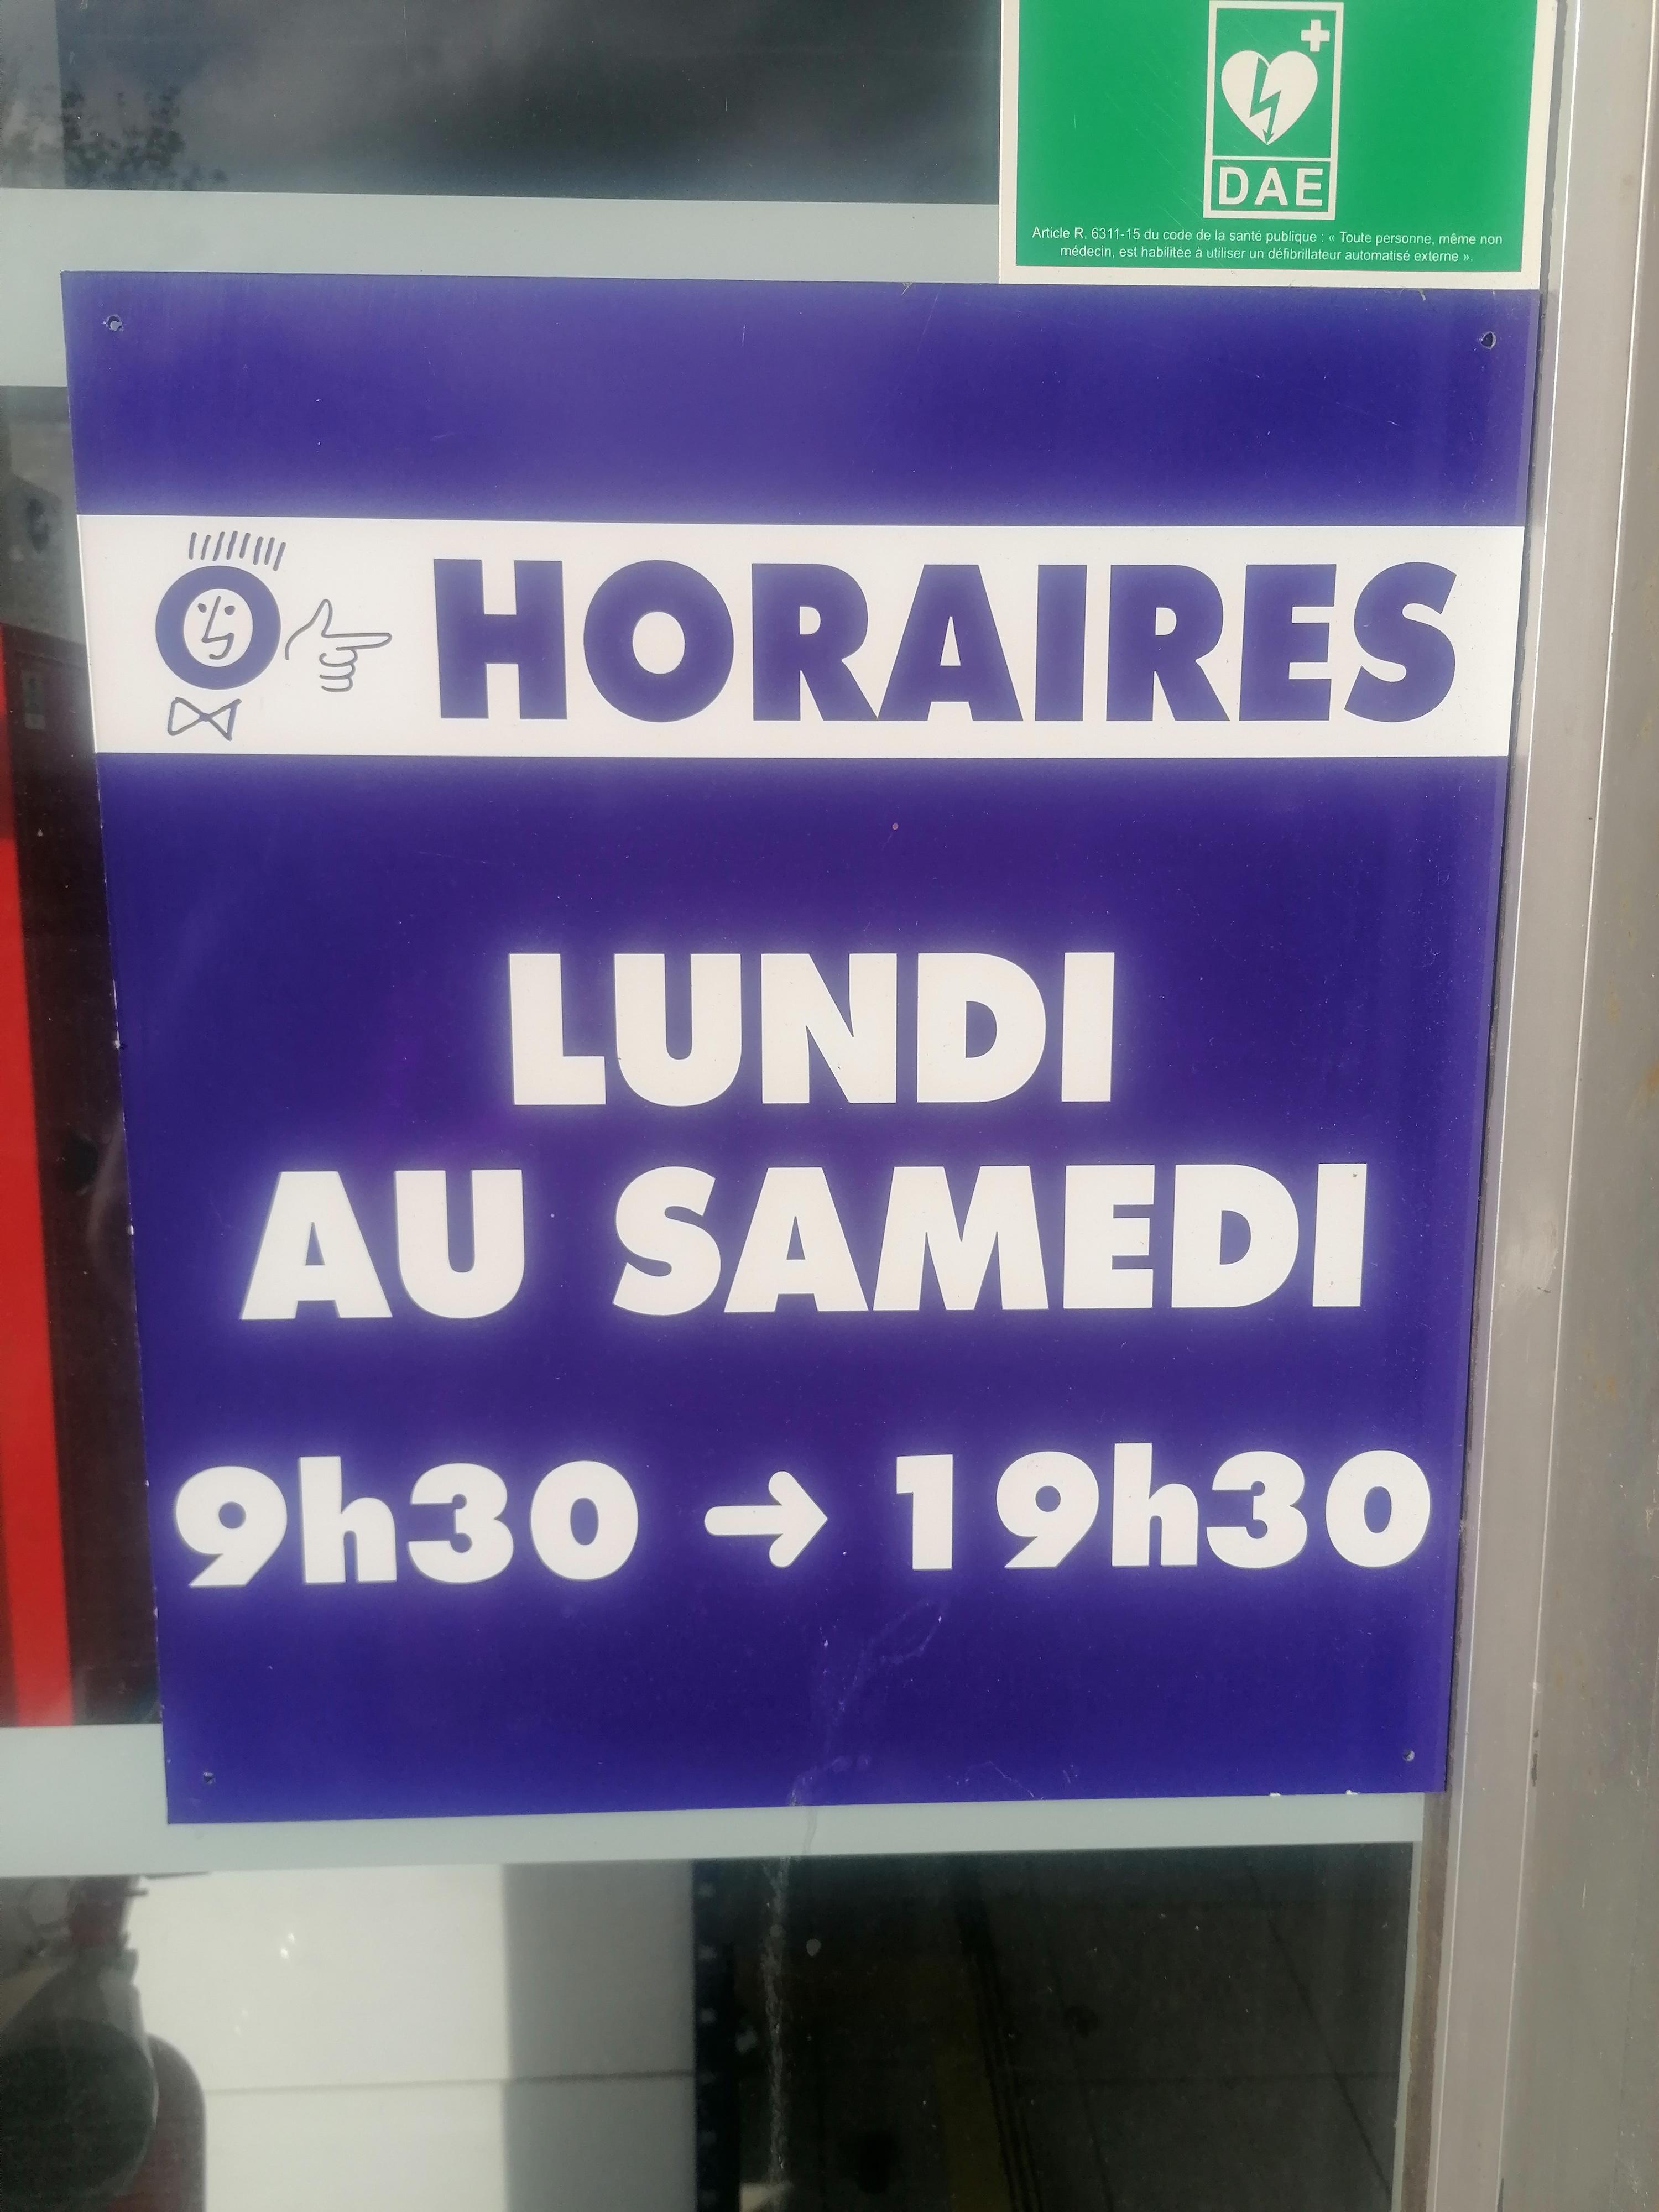 DAE
Article R. 6311-15 du code de la santé publique : « Toute personne, même non
médecin, est habilitée à utiliser un défibrillateur automatisé externe ».
HORAIRES
LUNDI
AU SAMEDI
9h30 → 19h30